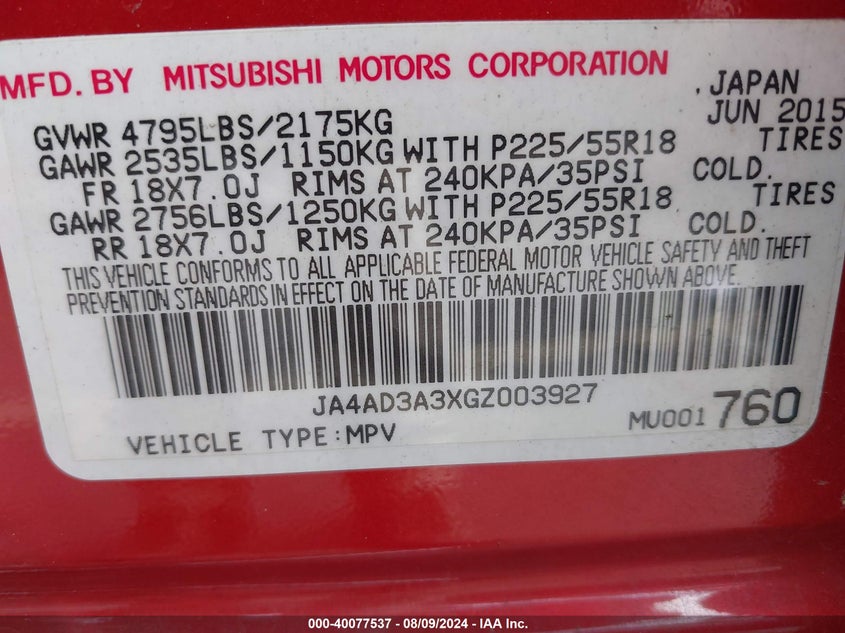 MFD. BY MITSUBISHI MOTORS CORPORATION
, JAPAN
JUN 2015
GVWR 4795LBS/2175KG
GAWR 2535LBS/1150KG WITH P225/55R18 TIRES
FR 18X7.0J RIMS AT 240KPA/35PSI COLD.
GAWR 2756LBS/1250KG WITH P225/55R18 TIRES
RR 18X7.0J RIMS AT 240KPA/35PSI COLD.
THIS VEHICLE CONFORMS TO ALL APPLICABLE FEDERAL MOTOR VEHICLE SAFETY AND THEFT
PREVENTION STANDARDS IN EFFECT ON THE DATE OF MANUFACTURE SHOWN ABOVE.
JA4AD3A3XGZ003927
MU001 760
VEHICLE TYPE:MPV
000-40077537 - 08/09/2024 - IAA Inc.